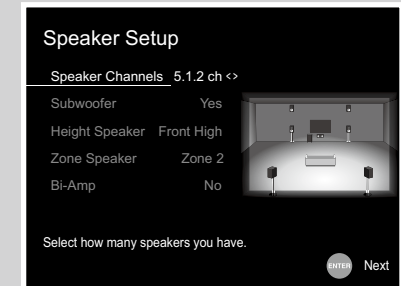 Speaker Setup
Speaker Channels 5.1.2 ch <>
Subwoofer Yes
Height Speaker Front High
Zone Speaker Zone 2
Bi-Amp No
Select how many speakers you have.
ENTER Next